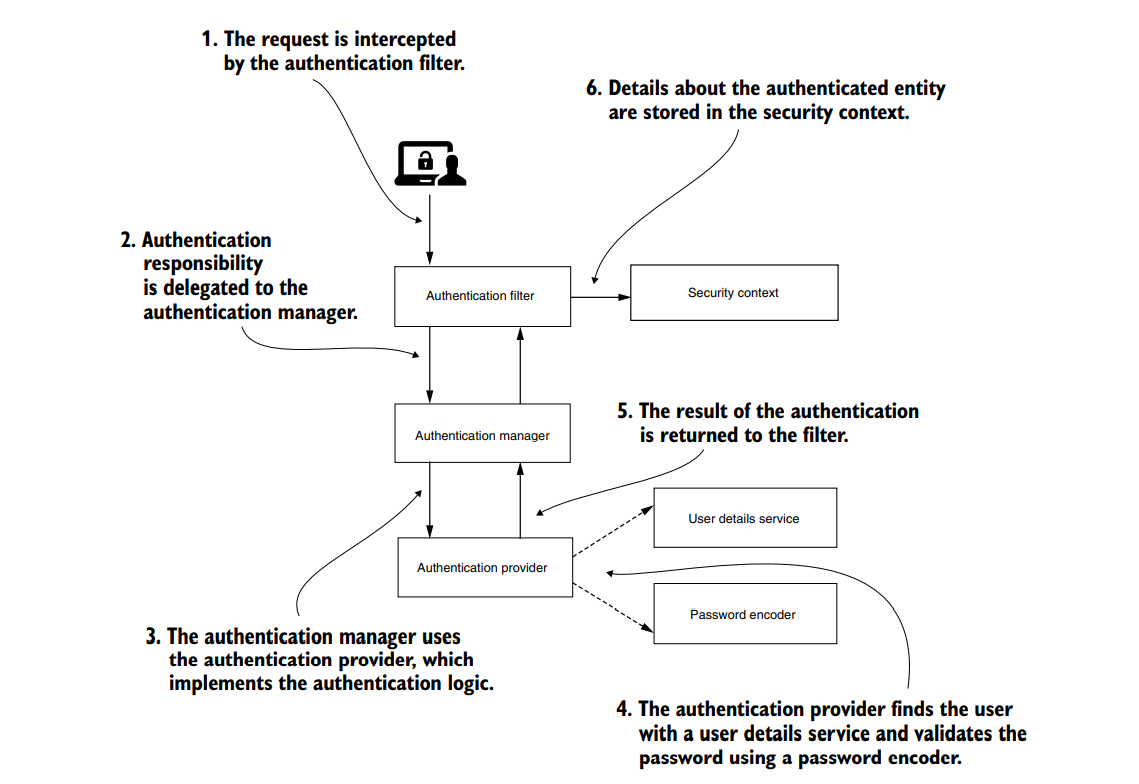 1. The request is intercepted
by the authentication filter.
6. Details about the authenticated entity
are stored in the security context.
2. Authentication
responsibility
is delegated to the
authentication manager.
Authentication filter
Security context
5. The result of the authentication
is returned to the filter.
Authentication manager
User details service
Authentication provider
Password encoder
3. The authentication manager uses
the authentication provider, which
implements the authentication logic.
4. The authentication provider finds the user
with a user details service and validates the
password using a password encoder.